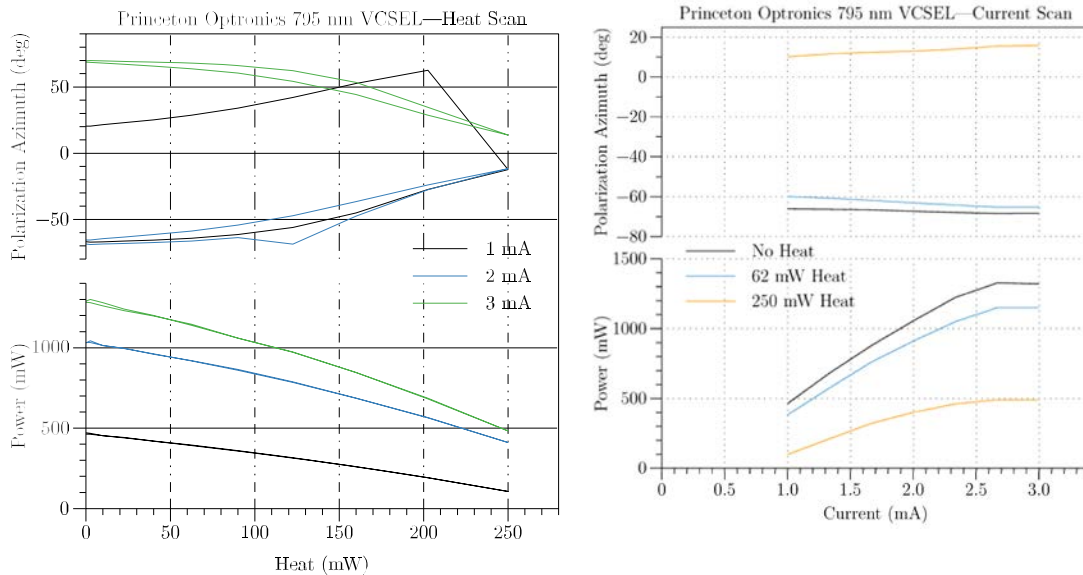 Princeton Optronics 795 nm VCSEL—Heat Scan
Polarization Azimuth (deg)
50
0
−50
1 mA
2 mA
3 mA
Power (mW)
1000
500
0
0
50
100
150
200
250
Heat (mW)
Princeton Optronics 795 nm VCSEL—Current Scan
Polarization Azimuth (deg)
20
0
−20
−40
−60
−80
No Heat
62 mW Heat
250 mW Heat
Power (mW)
1500
1000
500
0
0
0.5
1.0
1.5
2.0
2.5
3.0
Current (mA)